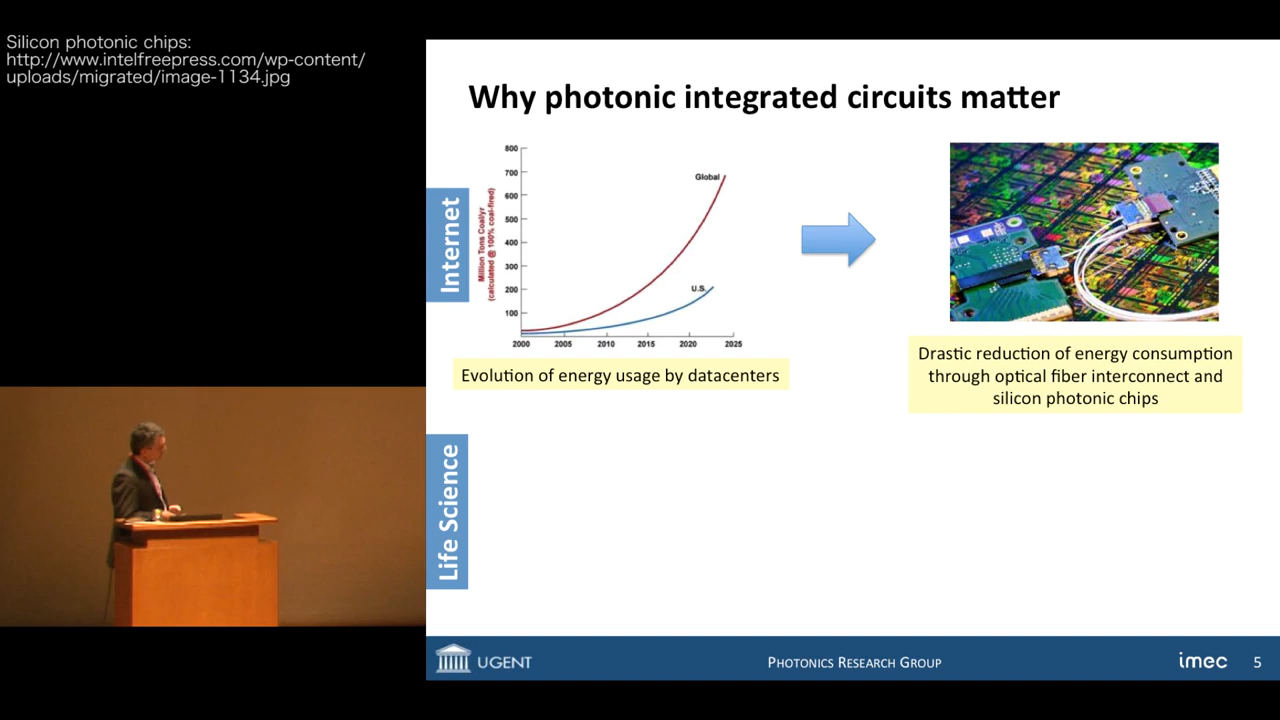 Silicon photonic chips:
http://www.intelfreepress.com/wp-content/
uploads/migrated/image-1134.jpg
Why photonic integrated circuits matter
Internet
Million Tons Coal/yr
(calculated @ 100% coal-fired)
800
700
600
500
400
300
200
100
2000
2005
2010
2015
2020
2025
Global
U.S.
Evolution of energy usage by datacenters
Drastic reduction of energy consumption
through optical fiber interconnect and
silicon photonic chips
Life Science
UGENT
PHOTONICS RESEARCH GROUP
imec
5